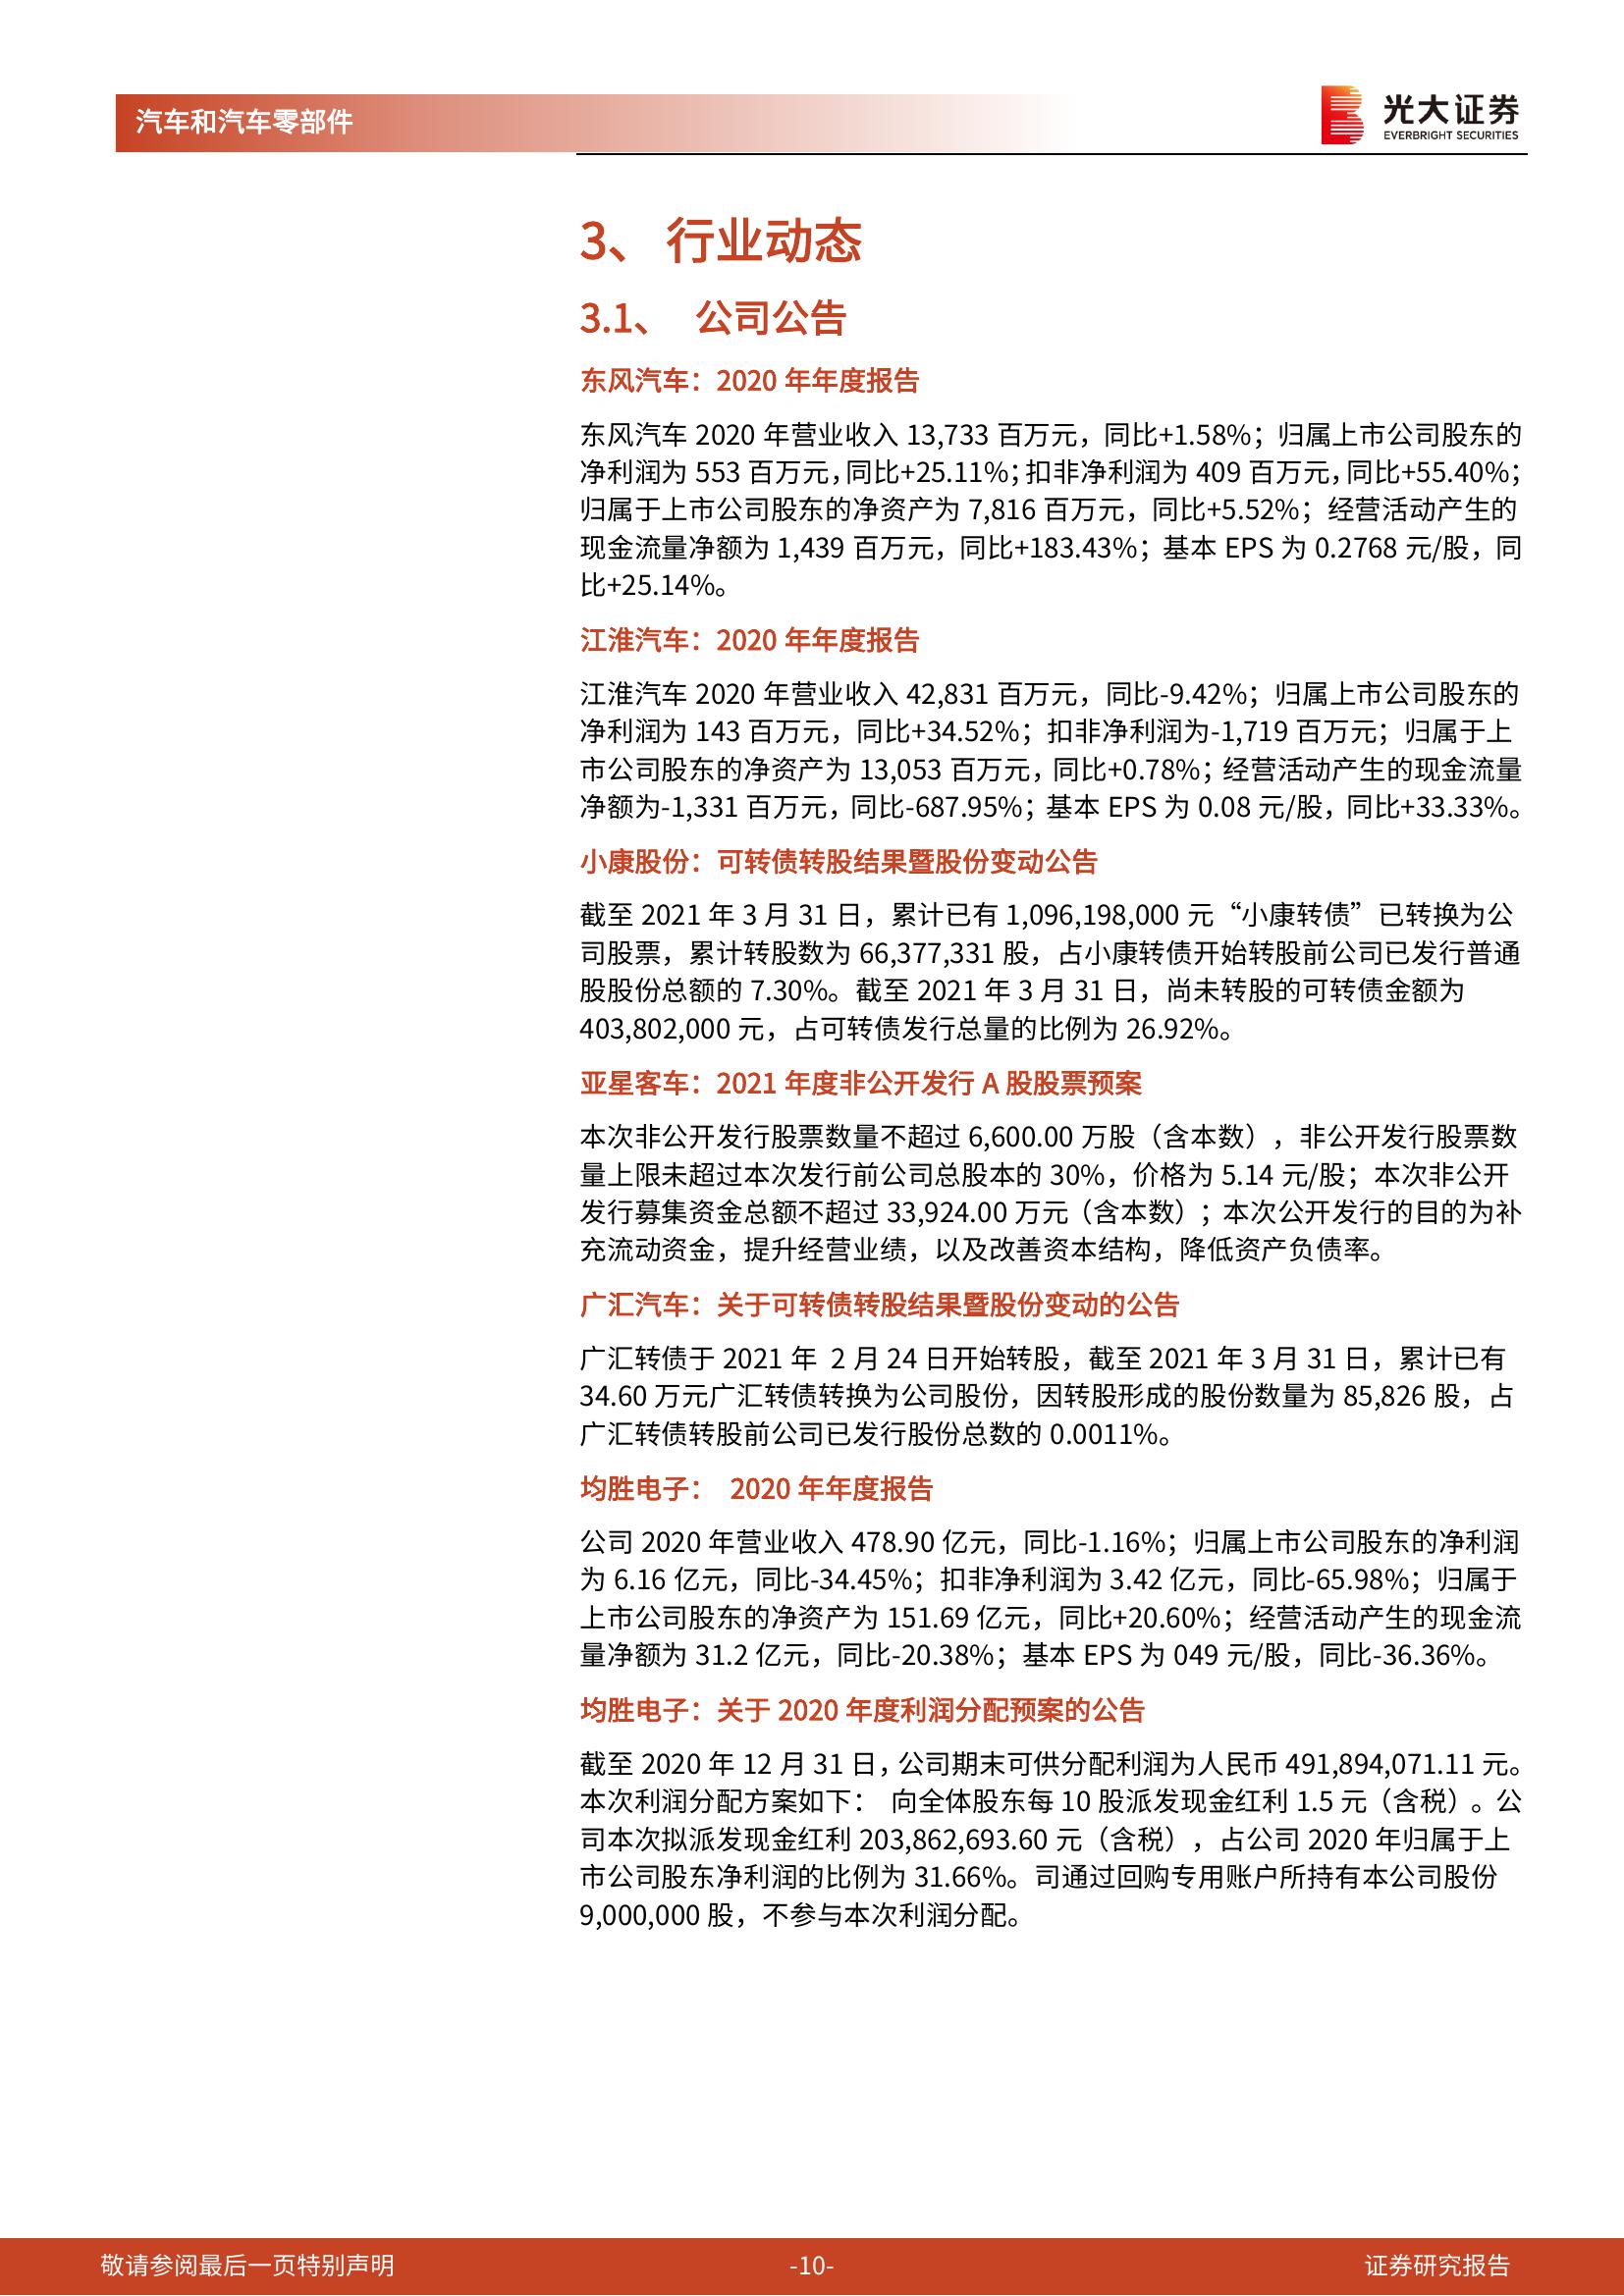 汽车和汽车零部件
光大证券
EVERBRIGHT SECURITIES
3、 行业动态
3.1、 公司公告
东风汽车：2020 年年度报告
东风汽车 2020 年营业收入 13,733 百万元，同比+1.58%；归属上市公司股东的
净利润为 553 百万元，同比+25.11%；扣非净利润为 409 百万元，同比+55.40%；
归属于上市公司股东的净资产为 7,816 百万元，同比+5.52%；经营活动产生的
现金流量净额为 1,439 百万元，同比+183.43%；基本 EPS 为 0.2768 元/股，同
比+25.14%。
江淮汽车：2020 年年度报告
江淮汽车 2020 年营业收入 42,831 百万元，同比-9.42%；归属上市公司股东的
净利润为 143 百万元，同比+34.52%；扣非净利润为-1,719 百万元；归属于上
市公司股东的净资产为 13,053 百万元，同比+0.78%；经营活动产生的现金流量
净额为-1,331 百万元，同比-687.95%；基本 EPS 为 0.08 元/股，同比+33.33%。
小康股份：可转债转股结果暨股份变动公告
截至 2021 年 3 月 31 日，累计已有 1,096,198,000 元“小康转债”已转换为公
司股票，累计转股数为 66,377,331 股，占小康转债开始转股前公司已发行普通
股股份总额的 7.30%。截至 2021 年 3 月 31 日，尚未转股的可转债金额为
403,802,000 元，占可转债发行总量的比例为 26.92%。
亚星客车：2021 年度非公开发行 A 股股票预案
本次非公开发行股票数量不超过 6,600.00 万股（含本数），非公开发行股票数
量上限未超过本次发行前公司总股本的 30%，价格为 5.14 元/股；本次非公开
发行募集资金总额不超过 33,924.00 万元（含本数）；本次公开发行的目的为补
充流动资金，提升经营业绩，以及改善资本结构，降低资产负债率。
广汇汽车：关于可转债转股结果暨股份变动的公告
广汇转债于 2021 年 2 月 24 日开始转股，截至 2021 年 3 月 31 日，累计已有
34.60 万元广汇转债转换为公司股份，因转股形成的股份数量为 85,826 股，占
广汇转债转股前公司已发行股份总数的 0.0011%。
均胜电子： 2020 年年度报告
公司 2020 年营业收入 478.90 亿元，同比-1.16%；归属上市公司股东的净利润
为 6.16 亿元，同比-34.45%；扣非净利润为 3.42 亿元，同比-65.98%；归属于
上市公司股东的净资产为 151.69 亿元，同比+20.60%；经营活动产生的现金流
量净额为 31.2 亿元，同比-20.38%；基本 EPS 为 049 元/股，同比-36.36%。
均胜电子：关于 2020 年度利润分配预案的公告
截至 2020 年 12 月 31 日，公司期末可供分配利润为人民币 491,894,071.11 元。
本次利润分配方案如下： 向全体股东每 10 股派发现金红利 1.5 元（含税）。公
司本次拟派发现金红利 203,862,693.60 元（含税），占公司 2020 年归属于上
市公司股东净利润的比例为 31.66%。司通过回购专用账户所持有本公司股份
9,000,000 股，不参与本次利润分配。
敬请参阅最后一页特别声明
-10-
证券研究报告